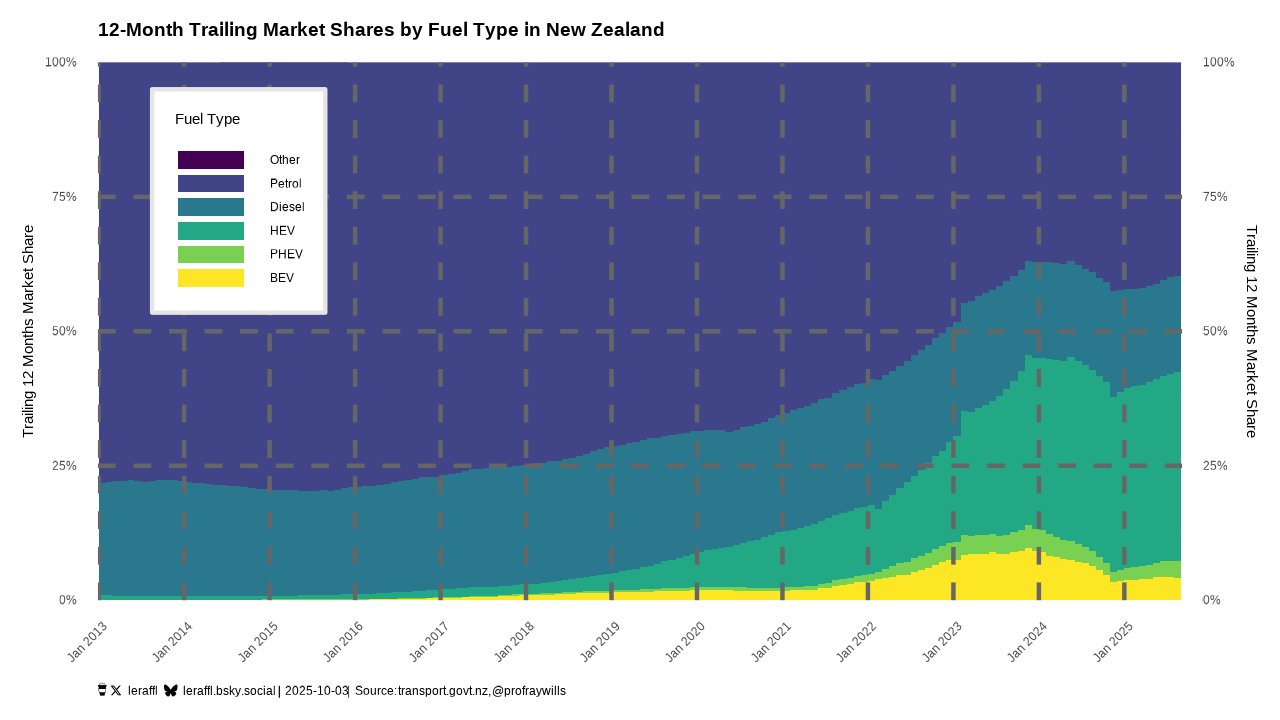 12-Month Trailing Market Shares by Fuel Type in New Zealand
100%
75%
50%
25%
0%
Trailing 12 Months Market Share
Fuel Type
Other
Petrol
Diesel
HEV
PHEV
BEV
100%
75%
50%
25%
0%
Trailing 12 Months Market Share
Jan 2013
Jan 2014
Jan 2015
Jan 2016
Jan 2017
Jan 2018
Jan 2019
Jan 2020
Jan 2021
Jan 2022
Jan 2023
Jan 2024
Jan 2025
leraffl leraffl.bsky.social | 2025-10-03 | Source:transport.govt.nz,@profraywills